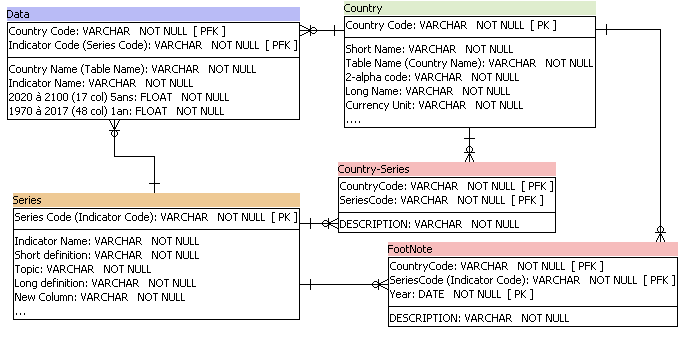 Data
Country Code: VARCHAR NOT NULL [ PFK ]
Indicator Code (Series Code): VARCHAR NOT NULL [ PFK ]
Country Name (Table Name): VARCHAR NOT NULL
Indicator Name: VARCHAR NOT NULL
2020 à 2100 (17 col) 5ans: FLOAT NOT NULL
1970 à 2017 (48 col) 1an: FLOAT NOT NULL
Country
Country Code: VARCHAR NOT NULL [ PK ]
Short Name: VARCHAR NOT NULL
Table Name (Country Name): VARCHAR NOT NULL
2-alpha code: VARCHAR NOT NULL
Long Name: VARCHAR NOT NULL
Currency Unit: VARCHAR NOT NULL
....
Country-Series
CountryCode: VARCHAR NOT NULL [ PFK ]
SeriesCode: VARCHAR NOT NULL [ PFK ]
DESCRIPTION: VARCHAR NOT NULL
Series
Series Code (Indicator Code): VARCHAR NOT NULL [ PK ]
Indicator Name: VARCHAR NOT NULL
Short definition: VARCHAR NOT NULL
Topic: VARCHAR NOT NULL
Long definition: VARCHAR NOT NULL
New Column: VARCHAR NOT NULL
...
FootNote
CountryCode: VARCHAR NOT NULL [ PFK ]
SeriesCode (Indicator Code): VARCHAR NOT NULL [ PFK ]
Year: DATE NOT NULL [ PK ]
DESCRIPTION: VARCHAR NOT NULL